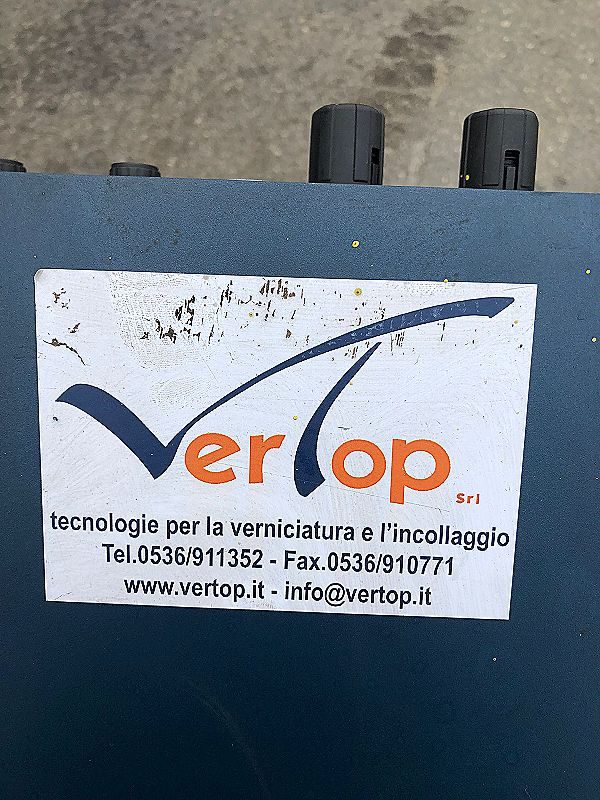 VerTop srl
tecnologie per la verniciatura e l'incollaggio
Tel.0536/911352 - Fax.0536/910771
www.vertop.it - info@vertop.it